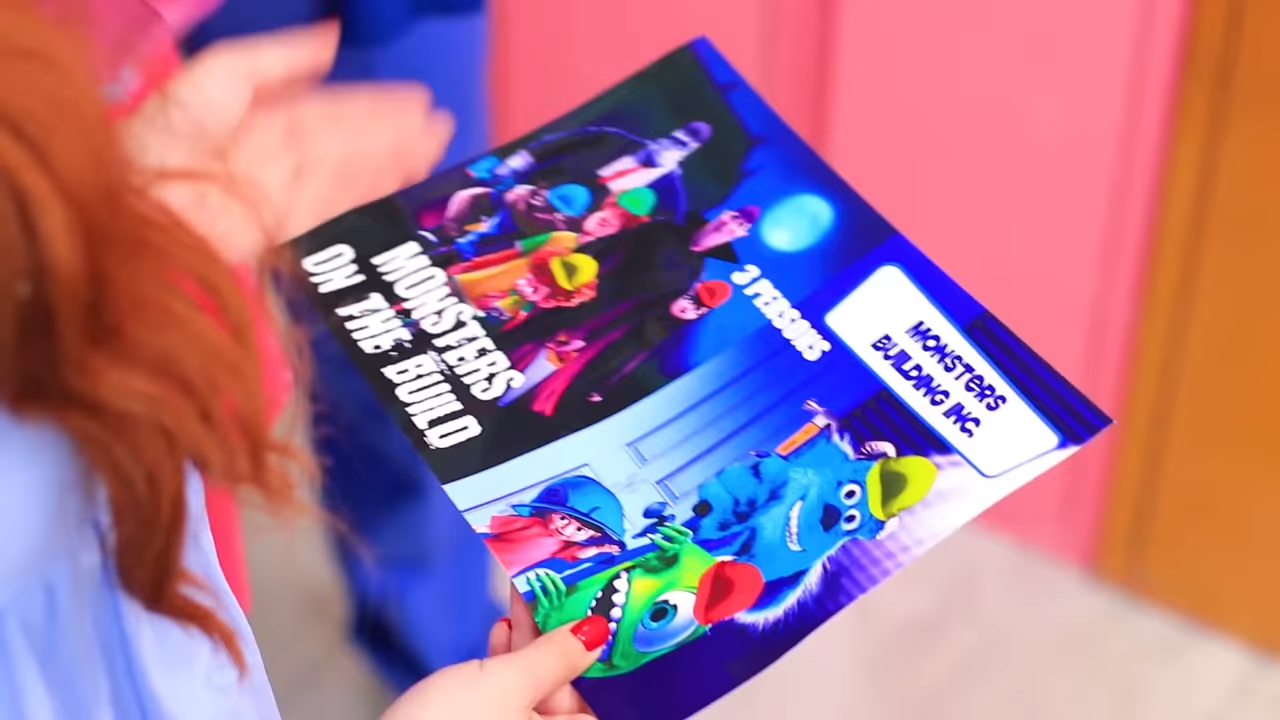 MONSTERS
ON THE BUILD
3 PERSONS
MONSTERS
BUILDING INC.